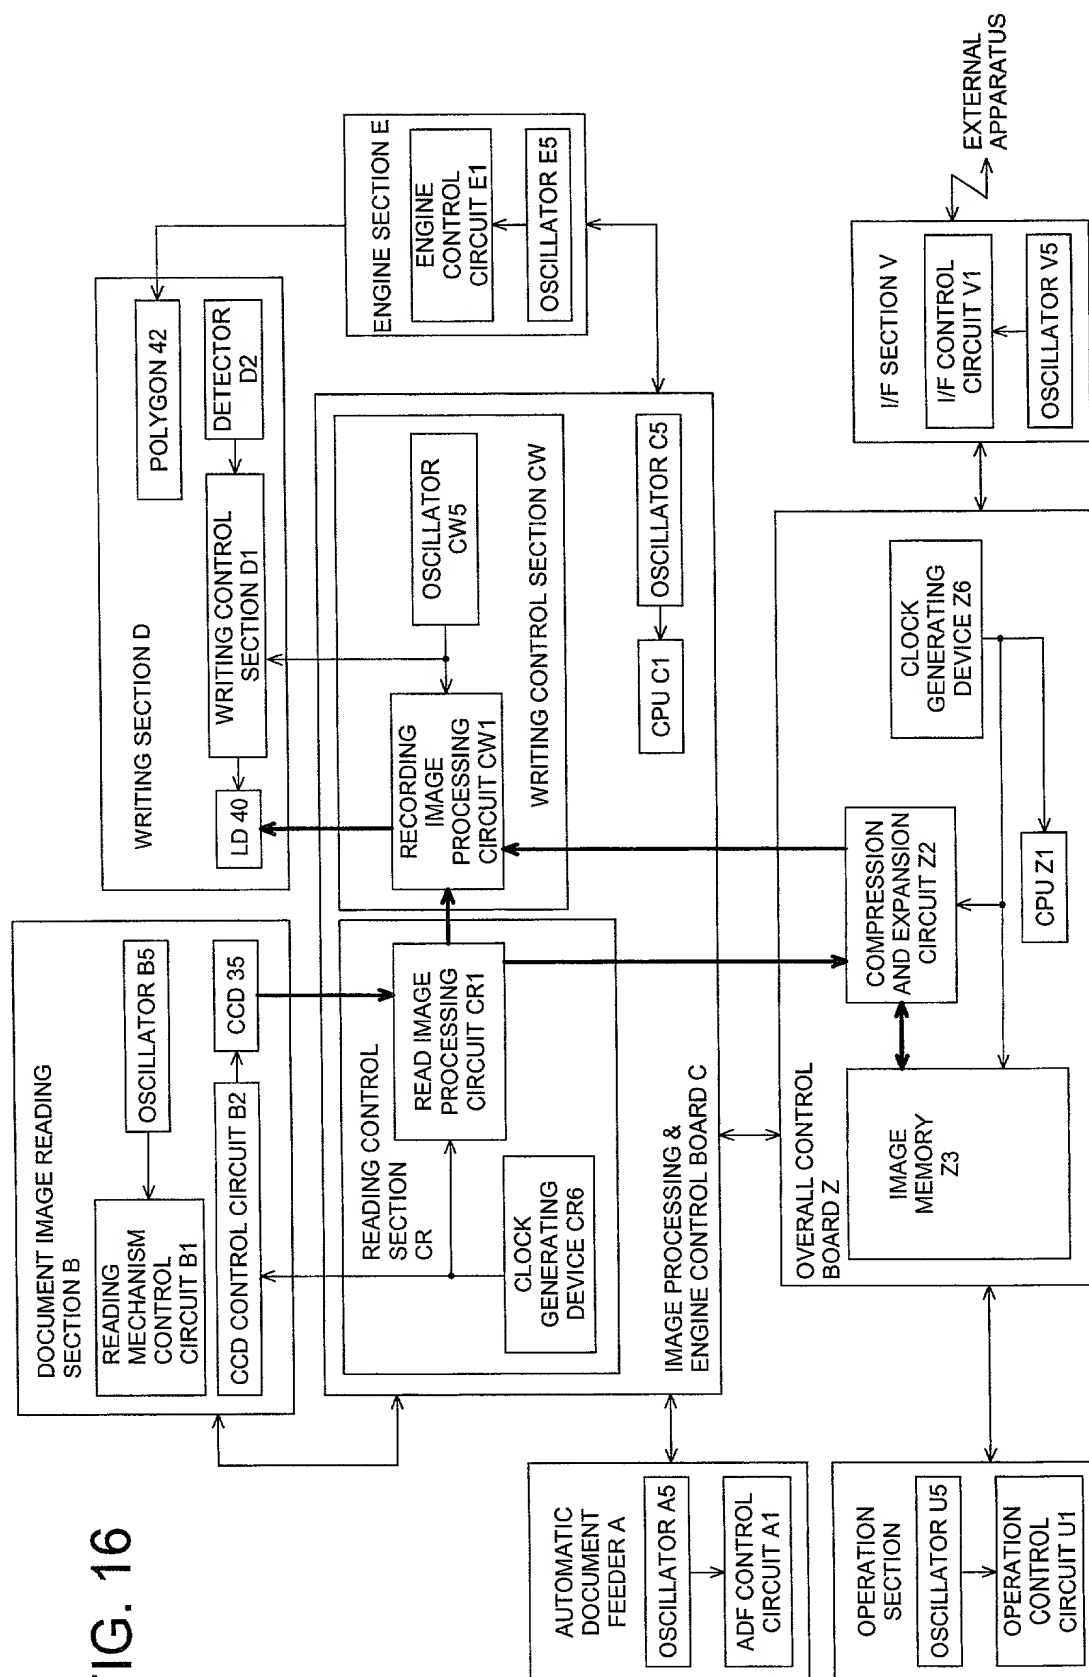 FIG. 16
DOCUMENT IMAGE READING
SECTION B
READING
MECHANISM
CONTROL
CIRCUIT B1
OSCILLATOR B5
CCD CONTROL CIRCUIT B2
CCD 35
WRITING SECTION D
POLYGON 42
LD 40
WRITING CONTROL
SECTION D1
DETECTOR
D2
ENGINE SECTION E
ENGINE
CONTROL
CIRCUIT E1
OSCILLATOR E5
READING CONTROL
SECTION
CR
READ IMAGE
PROCESSING
CIRCUIT CR1
CLOCK
GENERATING
DEVICE CR6
RECORDING
IMAGE
PROCESSING
CIRCUIT CW1
OSCILLATOR
CW5
WRITING CONTROL SECTION CW
IMAGE PROCESSING &
ENGINE CONTROL BOARD C
CPU C1
OSCILLATOR C5
AUTOMATIC
DOCUMENT
FEEDER A
OSCILLATOR A5
ADF CONTROL
CIRCUIT A1
OPERATION
SECTION
OSCILLATOR U5
OPERATION
CONTROL
CIRCUIT U1
OVERALL CONTROL
BOARD Z
IMAGE
MEMORY
Z3
COMPRESSION
AND EXPANSION
CIRCUIT Z2
CLOCK
GENERATING
DEVICE Z6
CPU Z1
I/F SECTION V
I/F CONTROL
CIRCUIT V1
OSCILLATOR V5
EXTERNAL
APPARATUS